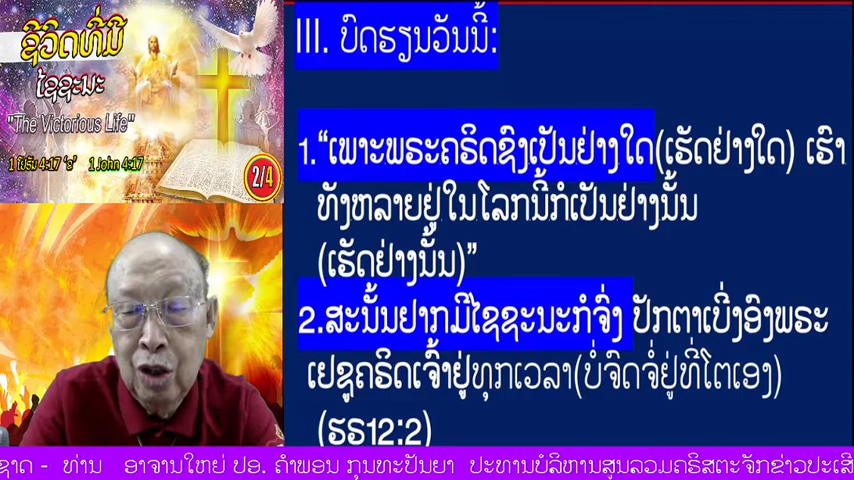 ຊີວິດທີ່ມີ
ໄຊຊະນະ
"The Victorious Life"
1 ໂຢຮັນ 4:17 'ຂ' 1 John 4:17
2/4
III. ບົດຮຽນວັນນີ້:
1.“ເພາະພຣະຄຣິດຊົງເປັນຢ່າງໃດ(ເຮັດຢ່າງໃດ) ເຮົາ
ທັງຫລາຍຢູ່ໃນໂລກນີ້ກໍເປັນຢ່າງນັ້ນ
(ເຮັດຢ່າງນັ້ນ)”
2.ສະນັ້ນຢາກມີໄຊຊະນະກໍຈົ່ງ ປັກຕາເບິ່ງອົງພຣະ
ເຢຊູຄຣິດເຈົ້າຢູ່ທຸກເວລາ(ບໍ່ຈົດຈໍ່ຢູ່ທີ່ໂຕເອງ)
(ຮຣ12:2)
ຊາດ - ທ່ານ ອາຈານໃຫຍ່ ປອ. ຄຳພອນ ກຸນທະປັນຍາ ປະທານບໍລິຫານສູນລວມຄຣິສຕະຈັກຂ່າວປະເສີ